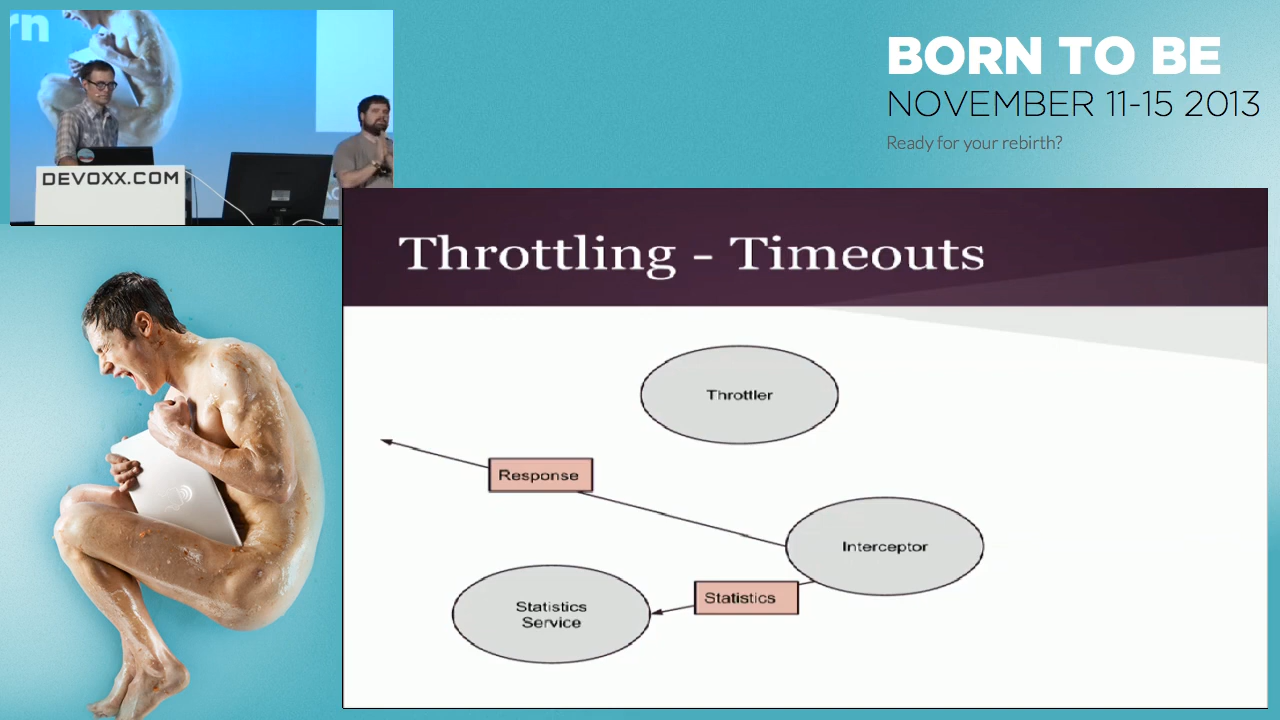 rn
DEVOXX.COM
BORN TO BE
NOVEMBER 11-15 2013
Ready for your rebirth?
Throttling - Timeouts
Throttler
Response
Interceptor
Statistics
Statistics
Service